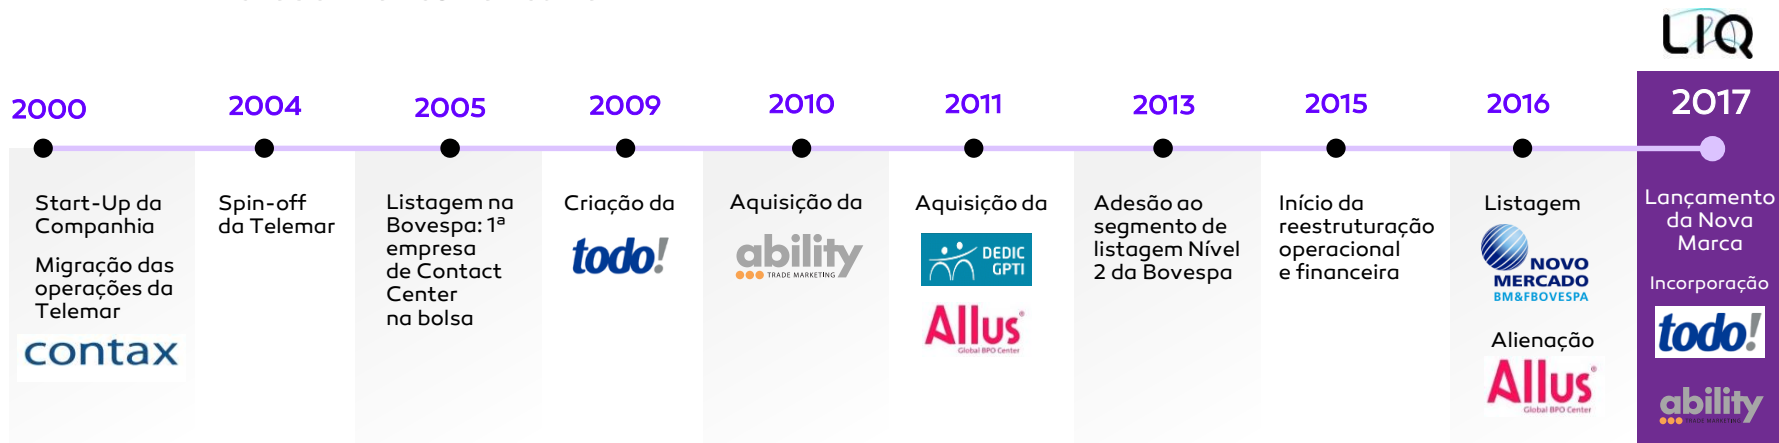 LIQ
2000
Start-Up da
Companhia
Migração das
operações da
Telemar
contax
2004
Spin-off
da Telemar
2005
Listagem na
Bovespa: 1ª
empresa
de Contact
Center
na bolsa
2009
Criação da
todo!
2010
Aquisição da
ability
TRADE MARKETING
2011
Aquisição da
DEDIC
GPTI
Allus
Global BPO Center
2013
Adesão ao
segmento de
listagem Nível
2 da Bovespa
2015
Início da
reestruturação
operacional
e financeira
2016
Listagem
NOVO
MERCADO
BM&FBOVESPA
Alienação
Allus
Global BPO Center
2017
Lançamento
da Nova
Marca
Incorporação
todo!
ability
TRADE MARKETING